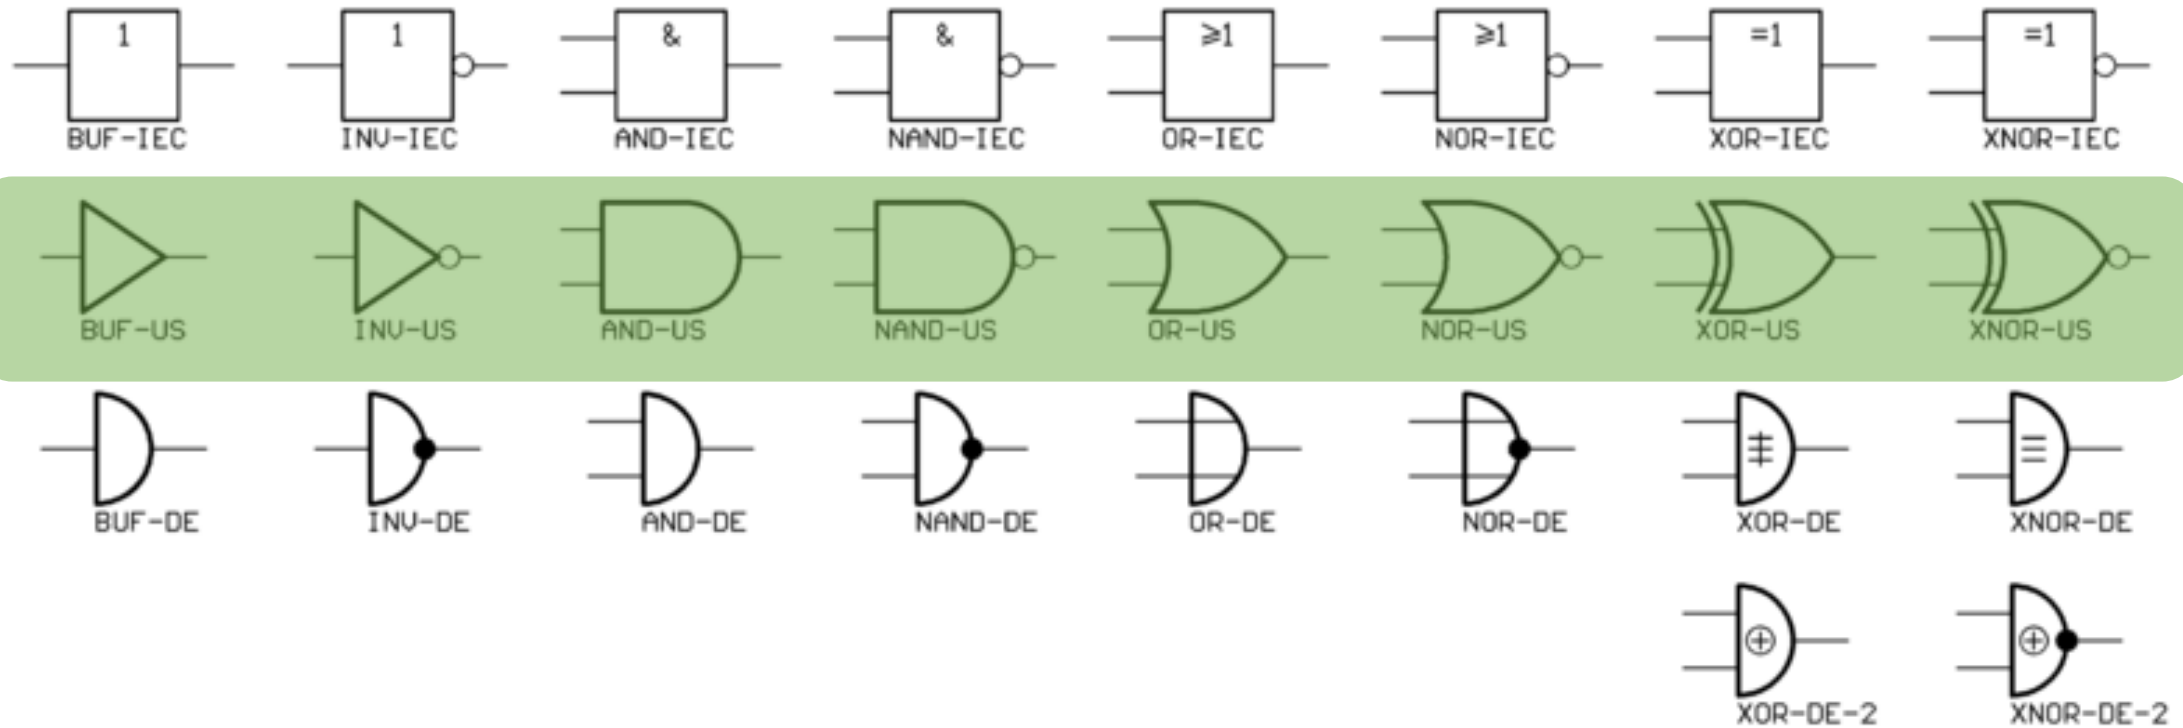 1 1 & & ≥1 ≥1 =1 =1
BUF-IEC INV-IEC AND-IEC NAND-IEC OR-IEC NOR-IEC XOR-IEC XNOR-IEC
BUF-US INV-US AND-US NAND-US OR-US NOR-US XOR-US XNOR-US
BUF-DE INV-DE AND-DE NAND-DE OR-DE NOR-DE XOR-DE XNOR-DE
XOR-DE-2 XNOR-DE-2